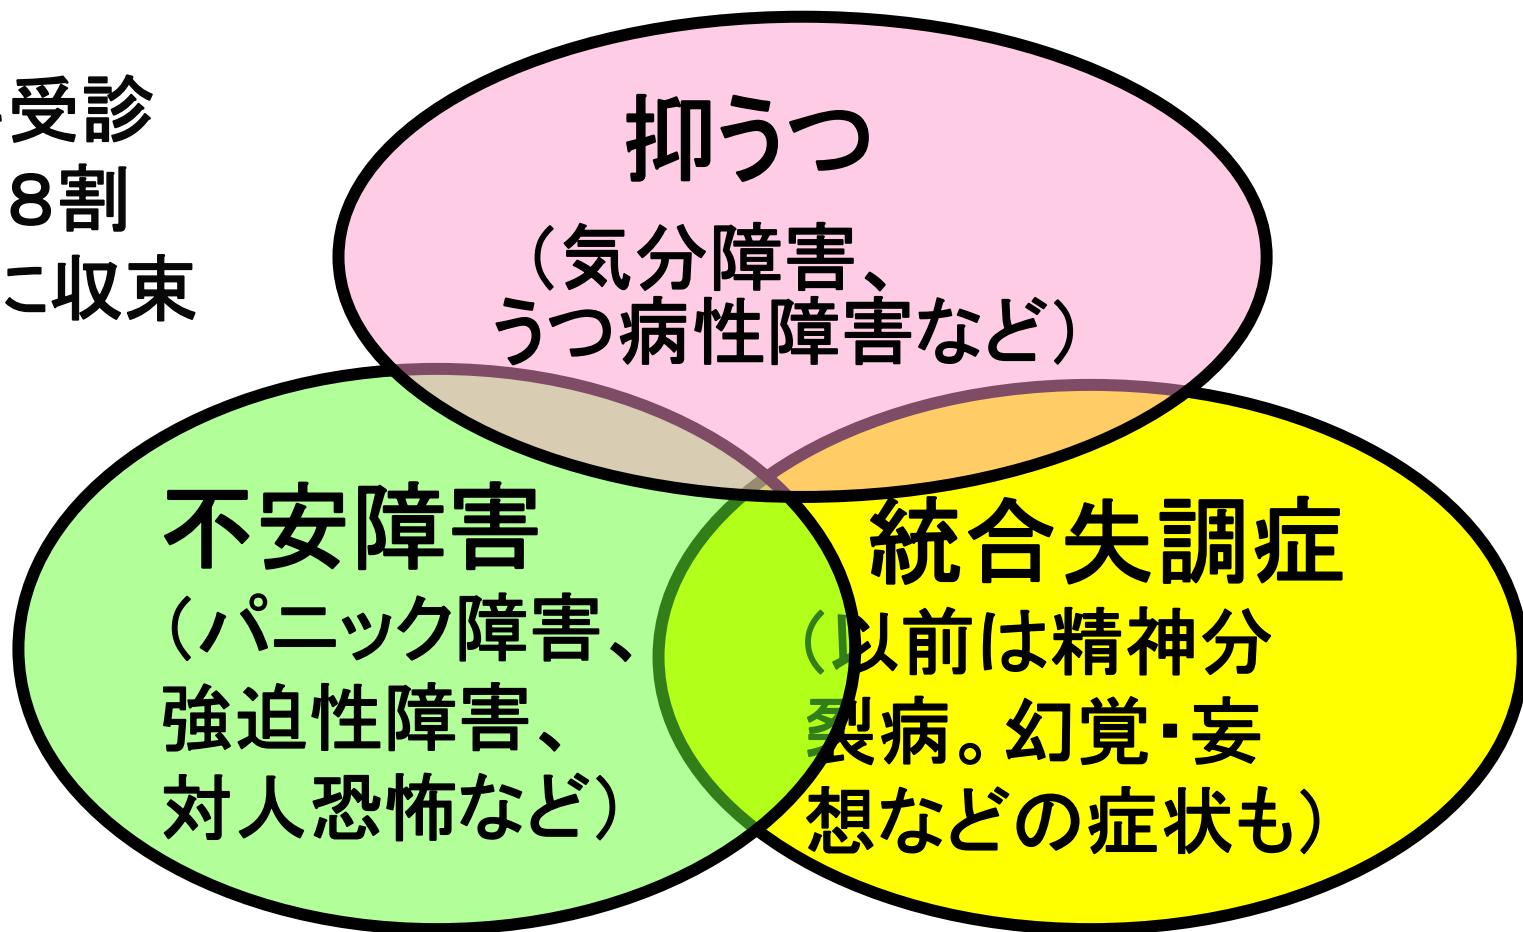 受診
8割
に収束
抑うつ
（気分障害、
うつ病性障害など）
不安障害
（パニック障害、
強迫性障害、
対人恐怖など）
統合失調症
（以前は精神分
裂病。幻覚・妄
想などの症状も）